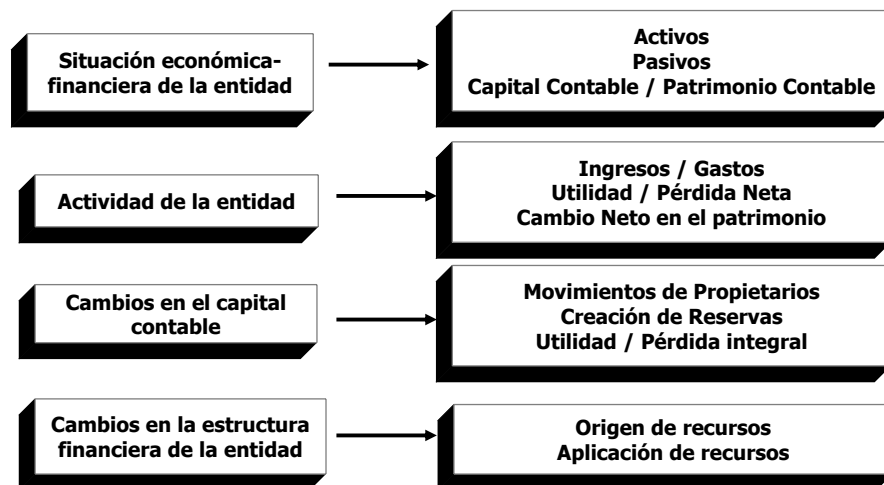 Situación económica-
financiera de la entidad
Activos
Pasivos
Capital Contable / Patrimonio Contable
Actividad de la entidad
Ingresos / Gastos
Utilidad / Pérdida Neta
Cambio Neto en el patrimonio
Cambios en el capital
contable
Movimientos de Propietarios
Creación de Reservas
Utilidad / Pérdida integral
Cambios en la estructura
financiera de la entidad
Origen de recursos
Aplicación de recursos